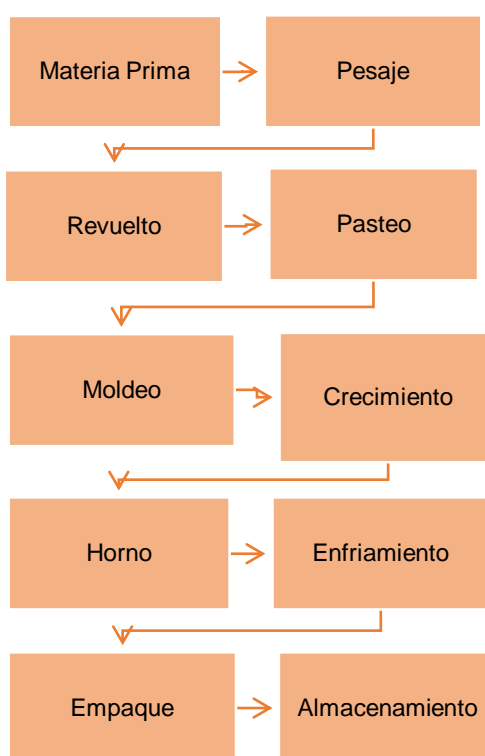 Materia Prima
Pesaje
Revuelto
Pasteo
Moldeo
Crecimiento
Horno
Enfriamiento
Empaque
Almacenamiento